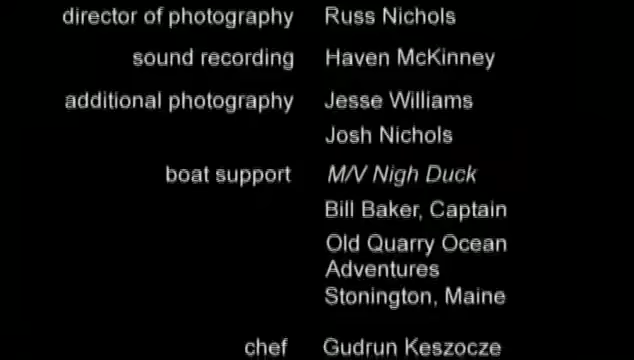 director of photography Russ Nichols
sound recording Haven McKinney
additional photography Jesse Williams
Josh Nichols
boat support M/V Nigh Duck
Bill Baker, Captain
Old Quarry Ocean
Adventures
Stonington, Maine
chef Gudrun Keszocze